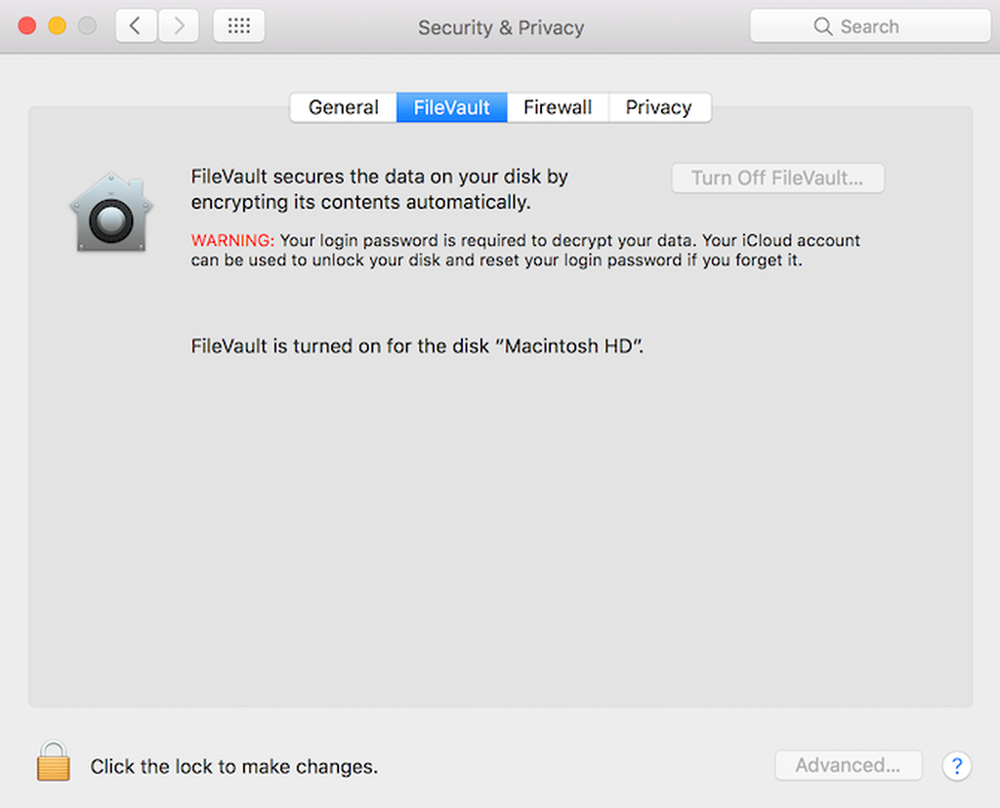 Security & Privacy
Search
General
FileVault
Firewall
Privacy
FileVault secures the data on your disk by
encrypting its contents automatically.
Turn Off FileVault...
WARNING: Your login password is required to decrypt your data. Your iCloud account
can be used to unlock your disk and reset your login password if you forget it.
FileVault is turned on for the disk “Macintosh HD”.
Click the lock to make changes.
Advanced...
?